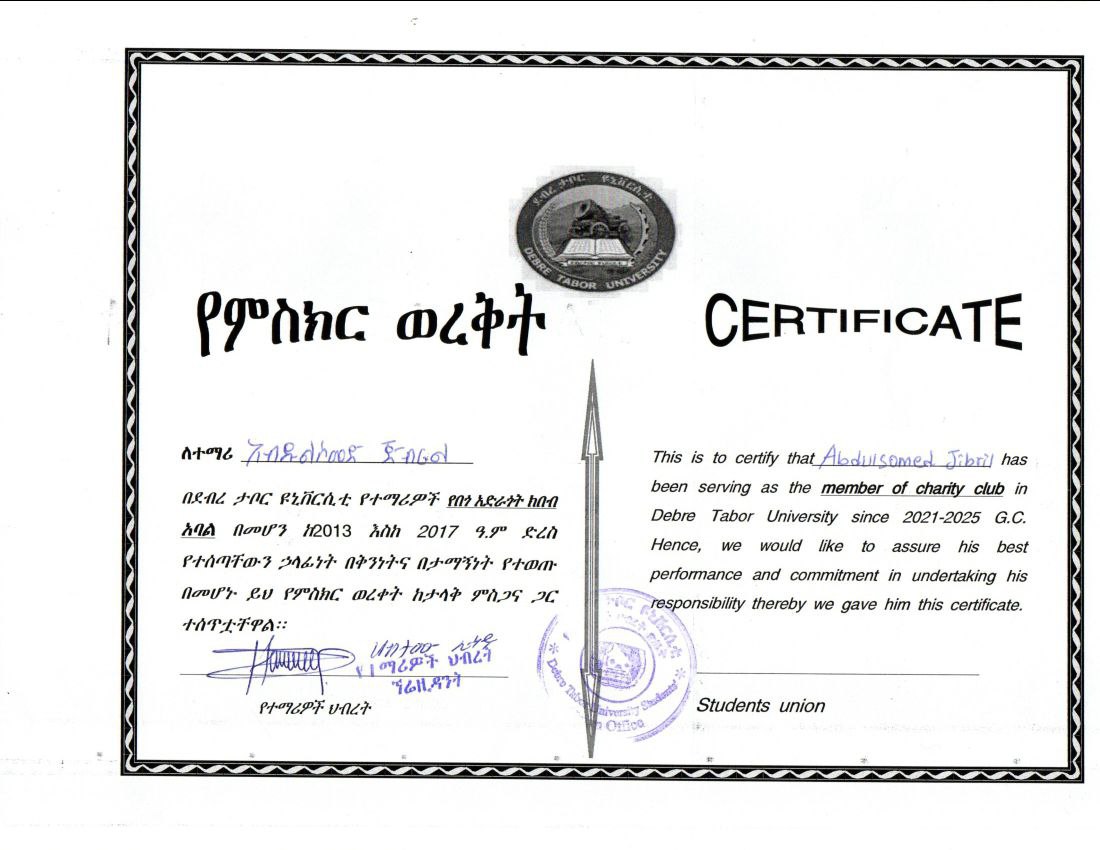 ደብረ ታቦር ዩኒቨርሲቲ
DEBRE TABOR UNIVERSITY
የምስክር ወረቀት
ለተማሪ አብዱልሶመድ ጅብሪል
በደብረ ታቦር ዩኒቨርሲቲ የተማሪዎች የበጎ አድራጎት ክበብ
አባል በመሆን ከ2013 እስከ 2017 ዓ.ም ድረስ
የተሰጣቸውን ኃላፊነት በቅንነትና በታማኝነት የተወጡ
በመሆኑ ይህ የምስክር ወረቀት ከታላቅ ምስጋና ጋር
ተሰጥቷቸዋል፡፡
የተማሪዎች ህብረት
ፕሬዚዳንት
የተማሪዎች ህብረት
CERTIFICATE
This is to certify that Abdulsomed Jibril has
been serving as the member of charity club in
Debre Tabor University since 2021-2025 G.C.
Hence, we would like to assure his best
performance and commitment in undertaking his
responsibility thereby we gave him this certificate.
Debre Tabor University Students
Office
Students union